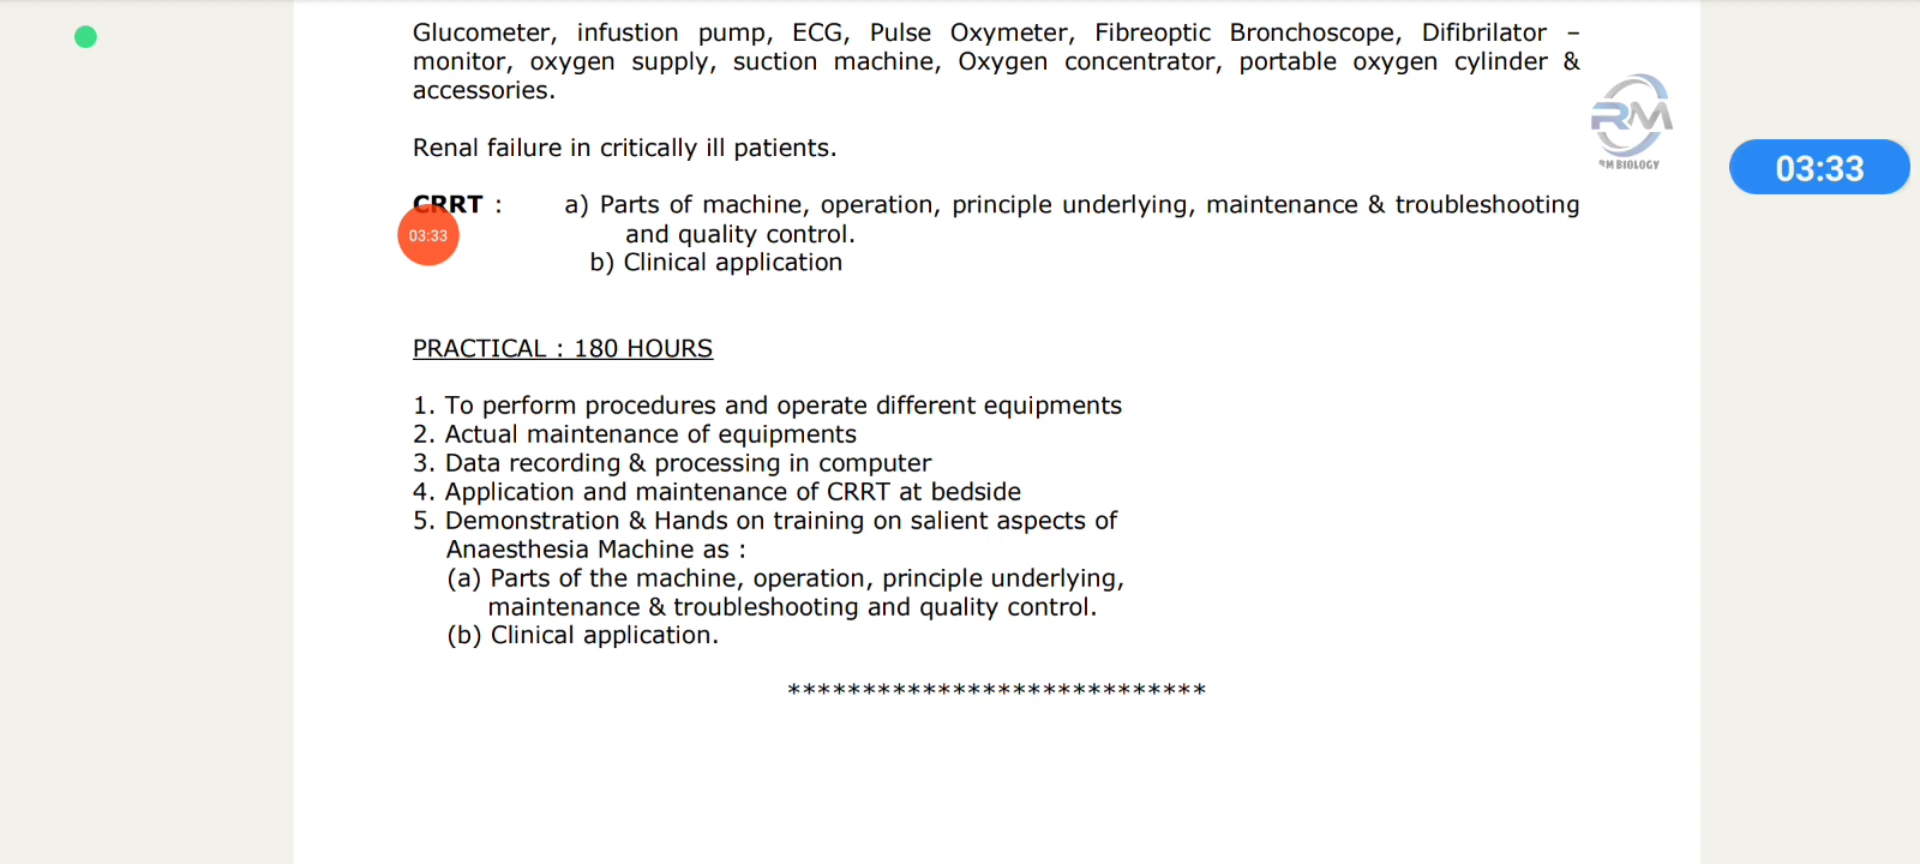 Glucometer, infustion pump, ECG, Pulse Oxymeter, Fibreoptic Bronchoscope, Difibrilator –
monitor, oxygen supply, suction machine, Oxygen concentrator, portable oxygen cylinder &
accessories.
RM
RM BIOLOGY
Renal failure in critically ill patients.
03:33
CRRT : a) Parts of machine, operation, principle underlying, maintenance & troubleshooting
03:33
and quality control.
b) Clinical application
PRACTICAL : 180 HOURS
1. To perform procedures and operate different equipments
2. Actual maintenance of equipments
3. Data recording & processing in computer
4. Application and maintenance of CRRT at bedside
5. Demonstration & Hands on training on salient aspects of
Anaesthesia Machine as :
(a) Parts of the machine, operation, principle underlying,
maintenance & troubleshooting and quality control.
(b) Clinical application.
****************************